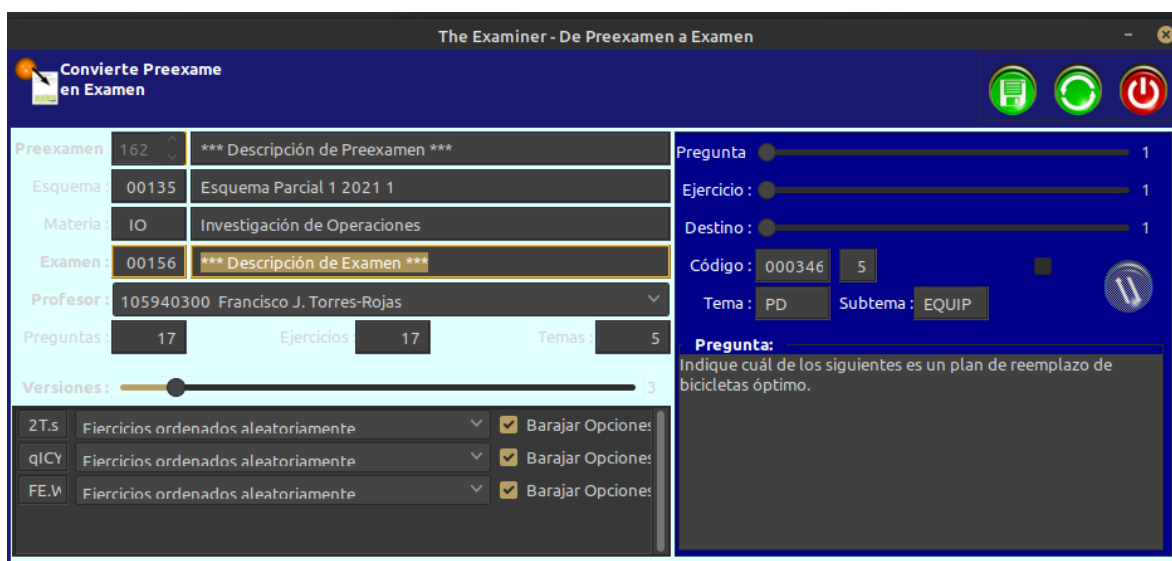 The Examiner - De Preexamen a Examen
Convierte Preexame
en Examen
Preexamen : 162 *** Descripción de Preexamen ***
Esquema : 00135 Esquema Parcial 1 2021 1
Materia : IO Investigación de Operaciones
Examen : 00156 *** Descripción de Examen ***
Profesor : 105940300 Francisco J. Torres-Rojas
Preguntas : 17 Ejercicios : 17 Temas : 5
Versiones : 3
2T.s Ejercicios ordenados aleatoriamente Barajar Opciones
qICY Ejercicios ordenados aleatoriamente Barajar Opciones
FE.W Ejercicios ordenados aleatoriamente Barajar Opciones
Pregunta 1
Ejercicio : 1
Destino : 1
Código : 000346 5
Tema : PD Subtema : EQUIP
Pregunta:
Indique cuál de los siguientes es un plan de reemplazo de
bicicletas óptimo.